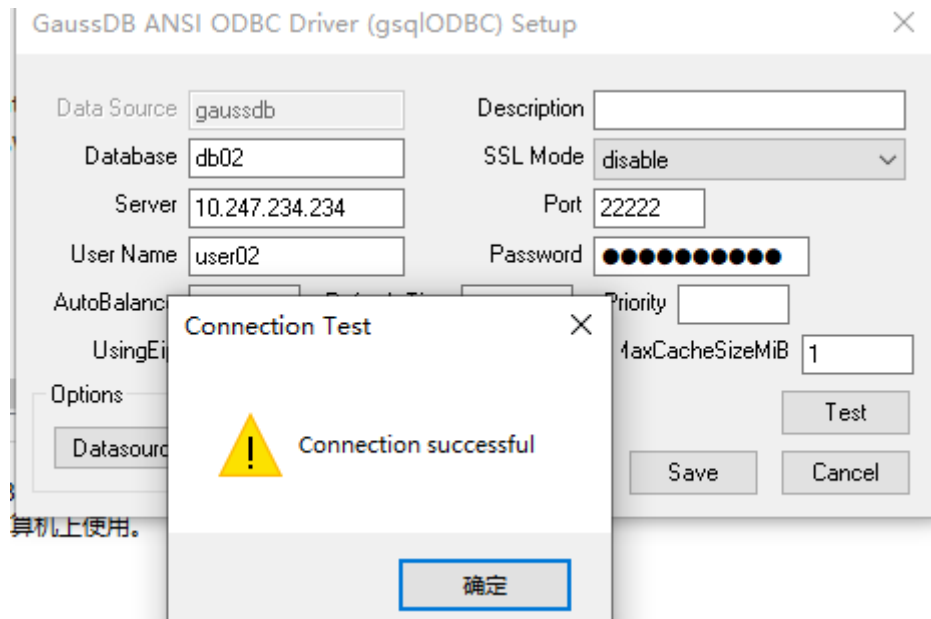 GaussDB ANSI ODBC Driver (gsqlODBC) Setup
Data Source gaussdb Description
Database db02 SSL Mode disable
Server 10.247.234.234 Port 22222
User Name user02 Password ●●●●●●●●●●
Priority
Connection Test
MaxCacheSizeMiB 1
Options
Test
Connection successful
Save Cancel
算机上使用。
确定